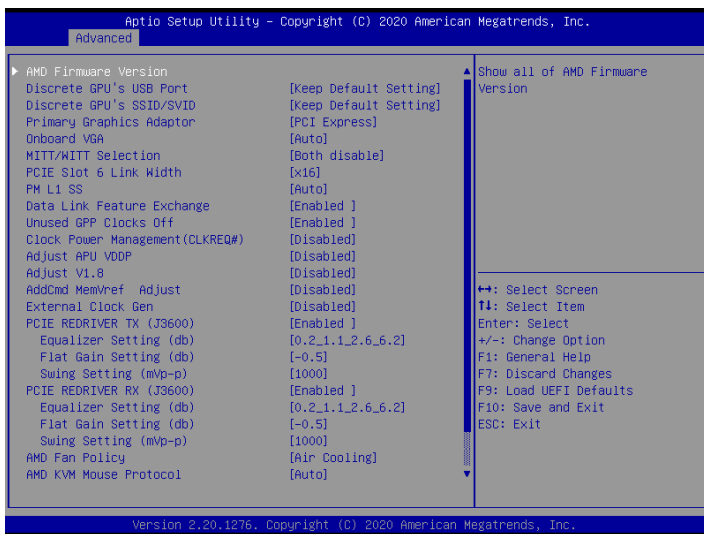 Aptio Setup Utility – Copyright (C) 2020 American Megatrends, Inc.
Advanced
AMD Firmware Version
Discrete GPU's USB Port [Keep Default Setting]
Discrete GPU's SSID/SVID [Keep Default Setting]
Primary Graphics Adaptor [PCI Express]
Onboard VGA [Auto]
MITT/WITT Selection [Both disable]
PCIE Slot 6 Link Width [x16]
PM L1 SS [Auto]
Data Link Feature Exchange [Enabled ]
Unused GPP Clocks Off [Enabled ]
Clock Power Management(CLKREQ#) [Disabled]
Adjust APU VDDP [Disabled]
Adjust V1.8 [Disabled]
AddCmd MemVref  Adjust [Disabled]
External Clock Gen [Disabled]
PCIE REDRIVER TX (J3600) [Enabled ]
Equalizer Setting (db) [0.2_1.1_2.6_6.2]
Flat Gain Setting (db) [-0.5]
Swing Setting (mVp-p) [1000]
PCIE REDRIVER RX (J3600) [Enabled ]
Equalizer Setting (db) [0.2_1.1_2.6_6.2]
Flat Gain Setting (db) [-0.5]
Swing Setting (mVp-p) [1000]
AMD Fan Policy [Air Cooling]
AMD KVM Mouse Protocol [Auto]
Show all of AMD Firmware
Version
↔: Select Screen
↑↓: Select Item
Enter: Select
+/-: Change Option
F1: General Help
F7: Discard Changes
F9: Load UEFI Defaults
F10: Save and Exit
ESC: Exit
Version 2.20.1276. Copyright (C) 2020 American Megatrends, Inc.